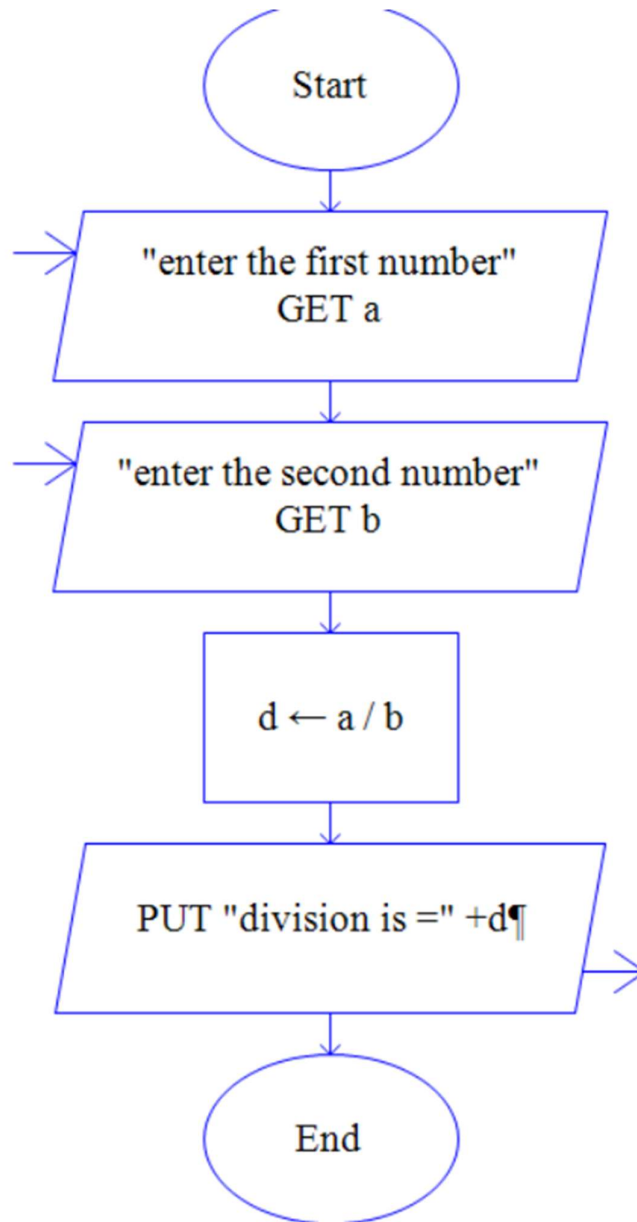 Start
"enter the first number"
GET a
"enter the second number"
GET b
d ← a / b
PUT "division is =" +d¶
End